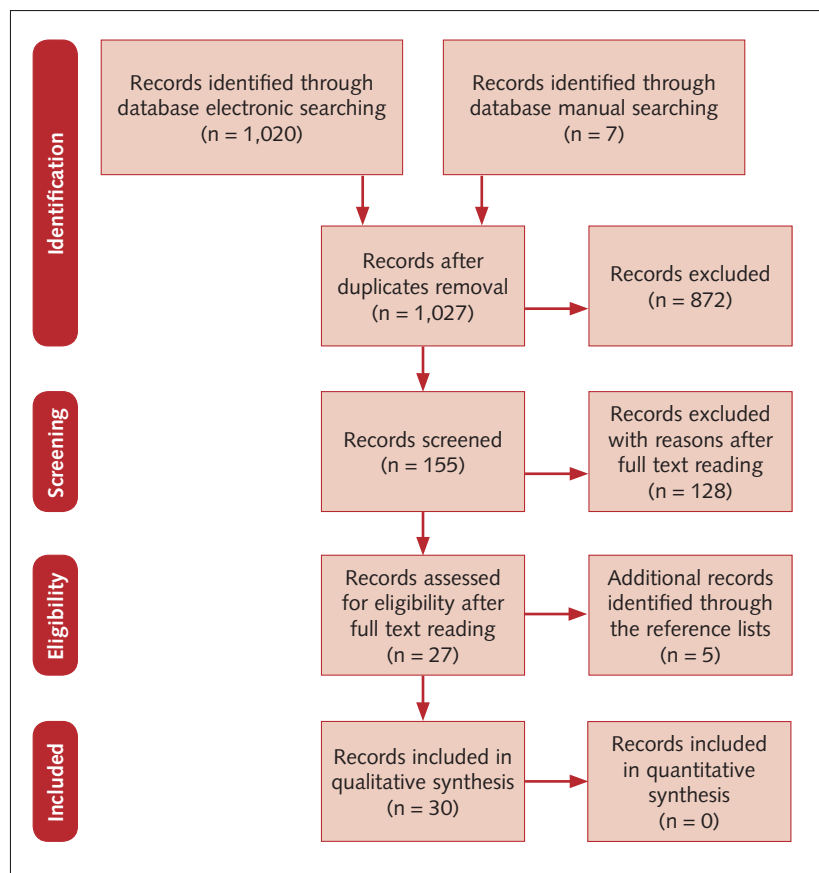 Identification
Records identified through
database electronic searching
(n = 1,020)
Records identified through
database manual searching
(n = 7)
Records after
duplicates removal
(n = 1,027)
Records excluded
(n = 872)
Screening
Records screened
(n = 155)
Records excluded
with reasons after
full text reading
(n = 128)
Eligibility
Records assessed
for eligibility after
full text reading
(n = 27)
Additional records
identified through
the reference lists
(n = 5)
Included
Records included in
qualitative synthesis
(n = 30)
Records included
in quantitative
synthesis
(n = 0)